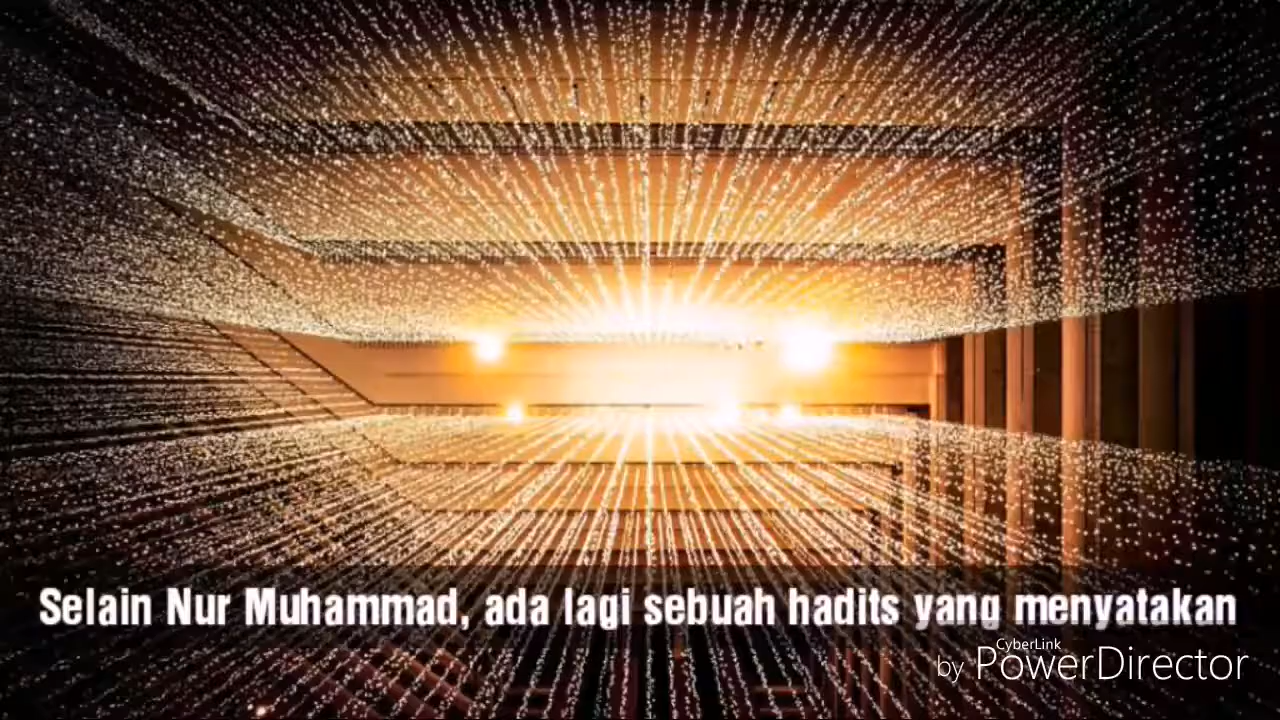 Selain Nur Muhammad, ada lagi sebuah hadits yang menyatakan
CyberLink
by PowerDirector